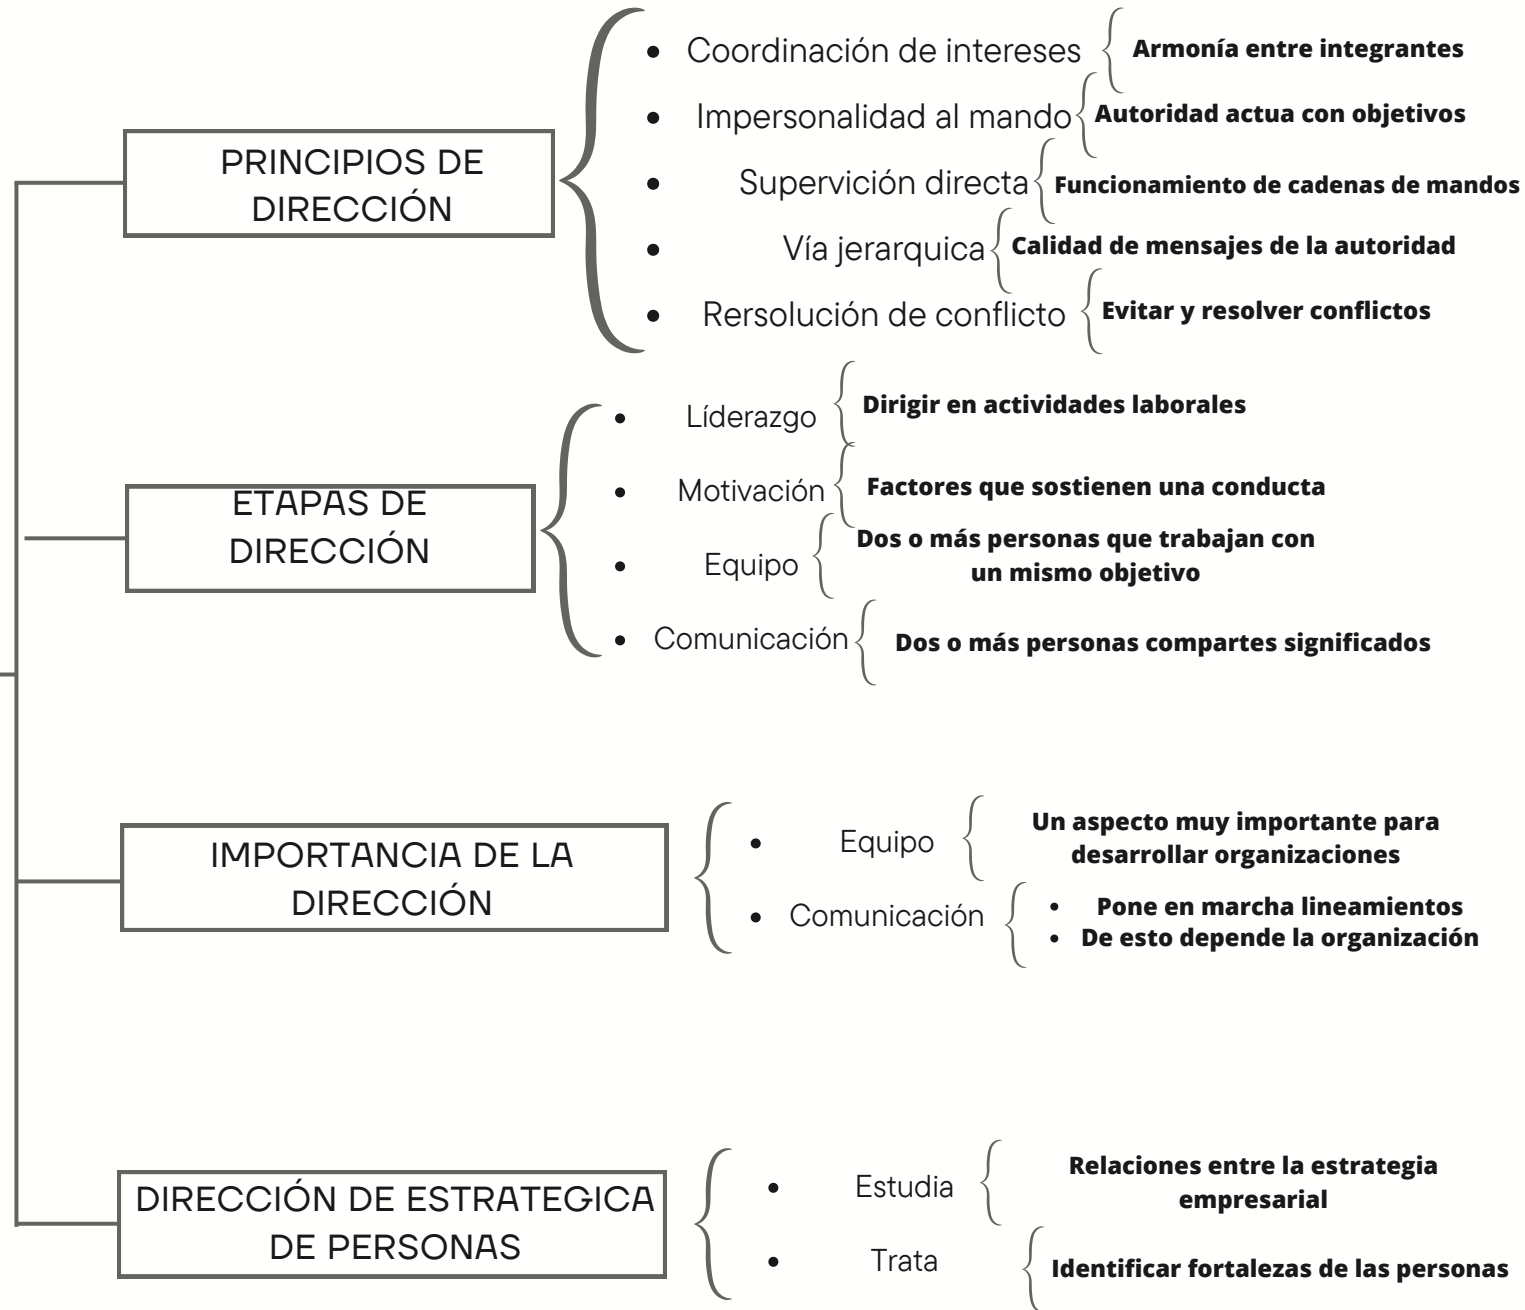 PRINCIPIOS DE
DIRECCIÓN
• Coordinación de intereses
Armonía entre integrantes
• Impersonalidad al mando
Autoridad actua con objetivos
• Supervición directa
Funcionamiento de cadenas de mandos
• Vía jerarquica
Calidad de mensajes de la autoridad
• Rersolución de conflicto
Evitar y resolver conflictos
ETAPAS DE
DIRECCIÓN
• Líderazgo
Dirigir en actividades laborales
• Motivación
Factores que sostienen una conducta
• Equipo
Dos o más personas que trabajan con
un mismo objetivo
• Comunicación
Dos o más personas compartes significados
IMPORTANCIA DE LA
DIRECCIÓN
• Equipo
Un aspecto muy importante para
desarrollar organizaciones
• Comunicación
• Pone en marcha lineamientos
• De esto depende la organización
DIRECCIÓN DE ESTRATEGICA
DE PERSONAS
• Estudia
Relaciones entre la estrategia
empresarial
• Trata
Identificar fortalezas de las personas